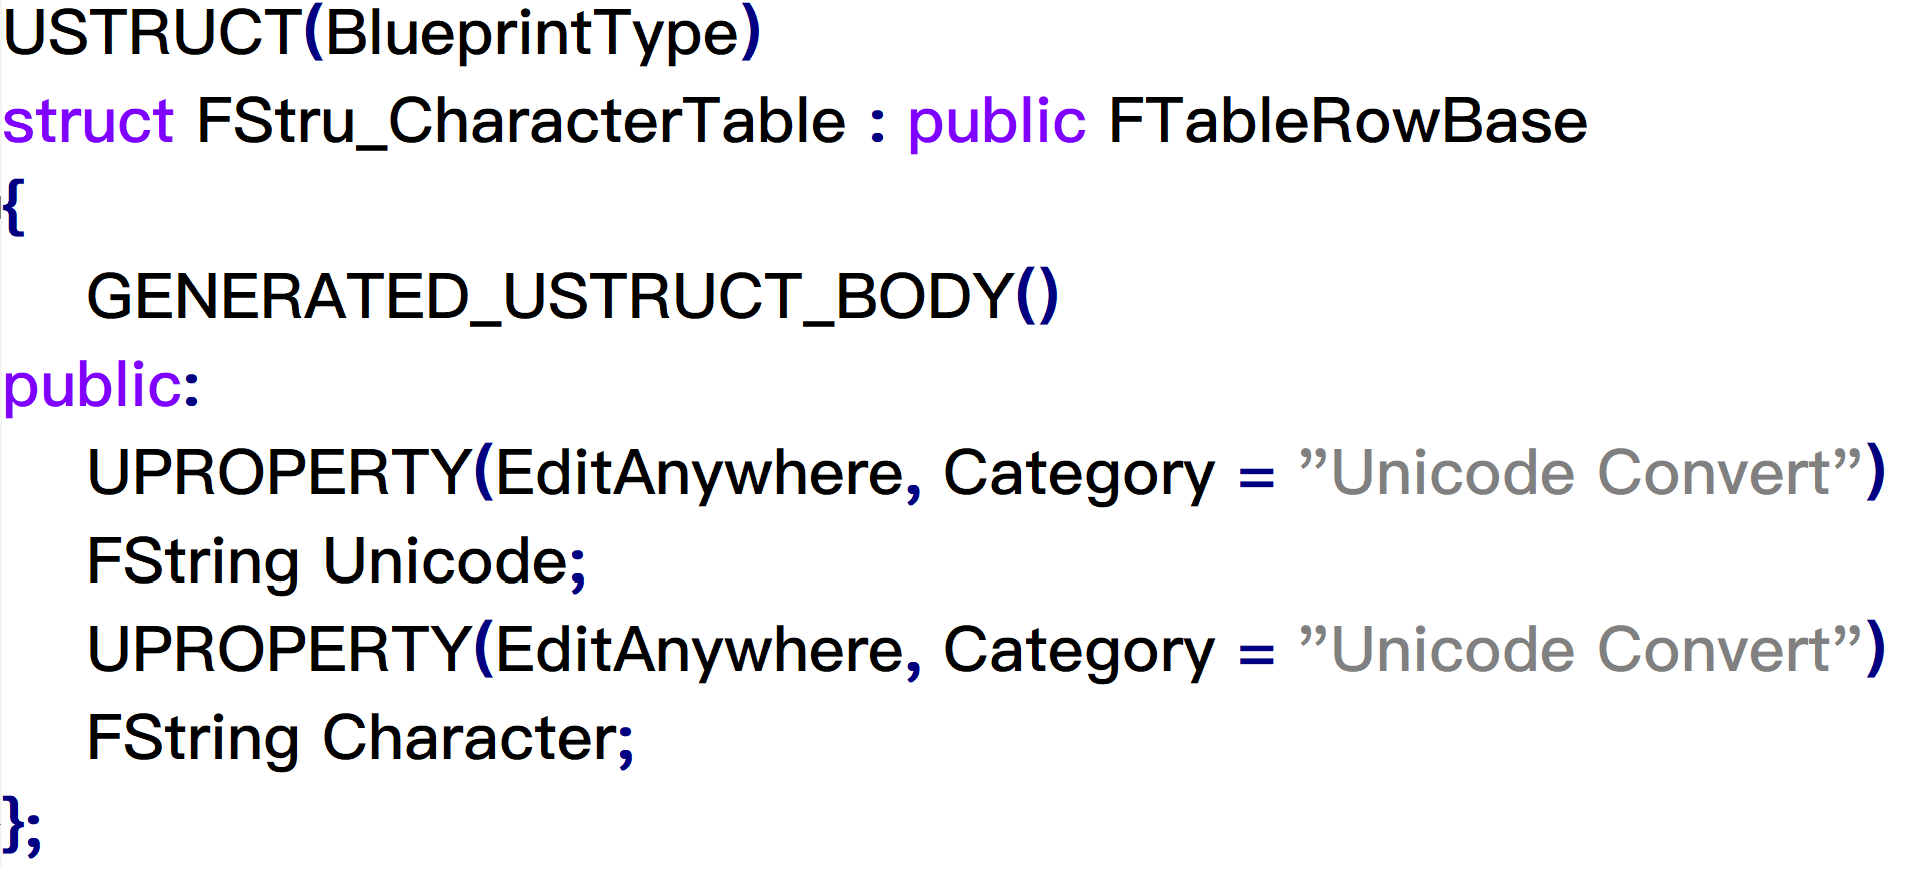 USTRUCT(BlueprintType)
struct FStru_CharacterTable : public FTableRowBase
{
GENERATED_USTRUCT_BODY()
public:
UPROPERTY(EditAnywhere, Category = ”Unicode Convert”)
FString Unicode;
UPROPERTY(EditAnywhere, Category = ”Unicode Convert”)
FString Character;
};